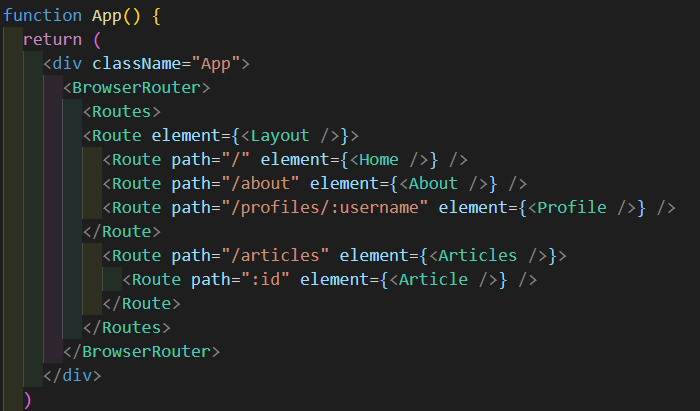 function App() {
  return (
    <div className="App">
      <BrowserRouter>
        <Routes>
        <Route element={<Layout />}>
          <Route path="/" element={<Home />} />
          <Route path="/about" element={<About />} />
          <Route path="/profiles/:username" element={<Profile />} />
        </Route>
          <Route path="/articles" element={<Articles />}>
            <Route path=":id" element={<Article />} />
          </Route>
        </Routes>
      </BrowserRouter>
    </div>
  )